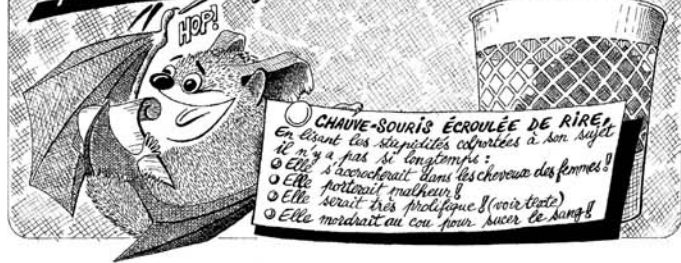 HOP!
CHAUVE-SOURIS ÉCROULÉE DE RIRE,
En lisant les stupidités colportées à son sujet
il n'y a pas si longtemps :
Elle s'accrocherait dans les cheveux des femmes !
Elle porterait malheur !
Elle serait très prolifique ! (voir texte)
Elle mordrait au cou pour sucer le sang !